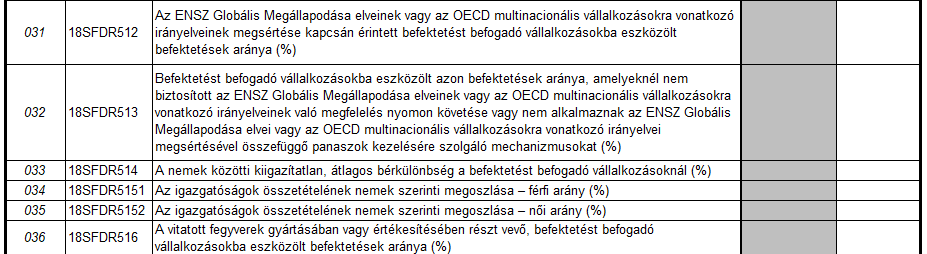 Az ENSZ Globális Megállapodása elveinek vagy az OECD multinacionális vállalkozásokra vonatkozó
031 18SFDR512 irányelveinek megsértése kapcsán érintett befektetést befogadó vállalkozásokba eszközölt
befektetések aránya (%)
Befektetést befogadó vállalkozásokba eszközölt azon befektetések aránya, amelyeknél nem
biztosított az ENSZ Globális Megállapodása elveinek vagy az OECD multinacionális vállalkozásokra
032 18SFDR513 vonatkozó irányelveinek való megfelelés nyomon követése vagy nem alkalmaznak az ENSZ Globális
Megállapodása elvei vagy az OECD multinacionális vállalkozásokra vonatkozó irányelvei
megsértésével összefüggő panaszok kezelésére szolgáló mechanizmusokat (%)
033 18SFDR514 A nemek közötti kiigazítatlan, átlagos bérkülönbség a befektetést befogadó vállalkozásoknál (%)
034 18SFDR5151 Az igazgatóságok összetételének nemek szerinti megoszlása – férfi arány (%)
035 18SFDR5152 Az igazgatóságok összetételének nemek szerinti megoszlása – női arány (%)
036 18SFDR516 A vitatott fegyverek gyártásában vagy értékesítésében részt vevő, befektetést befogadó
vállalkozásokba eszközölt befektetések aránya (%)